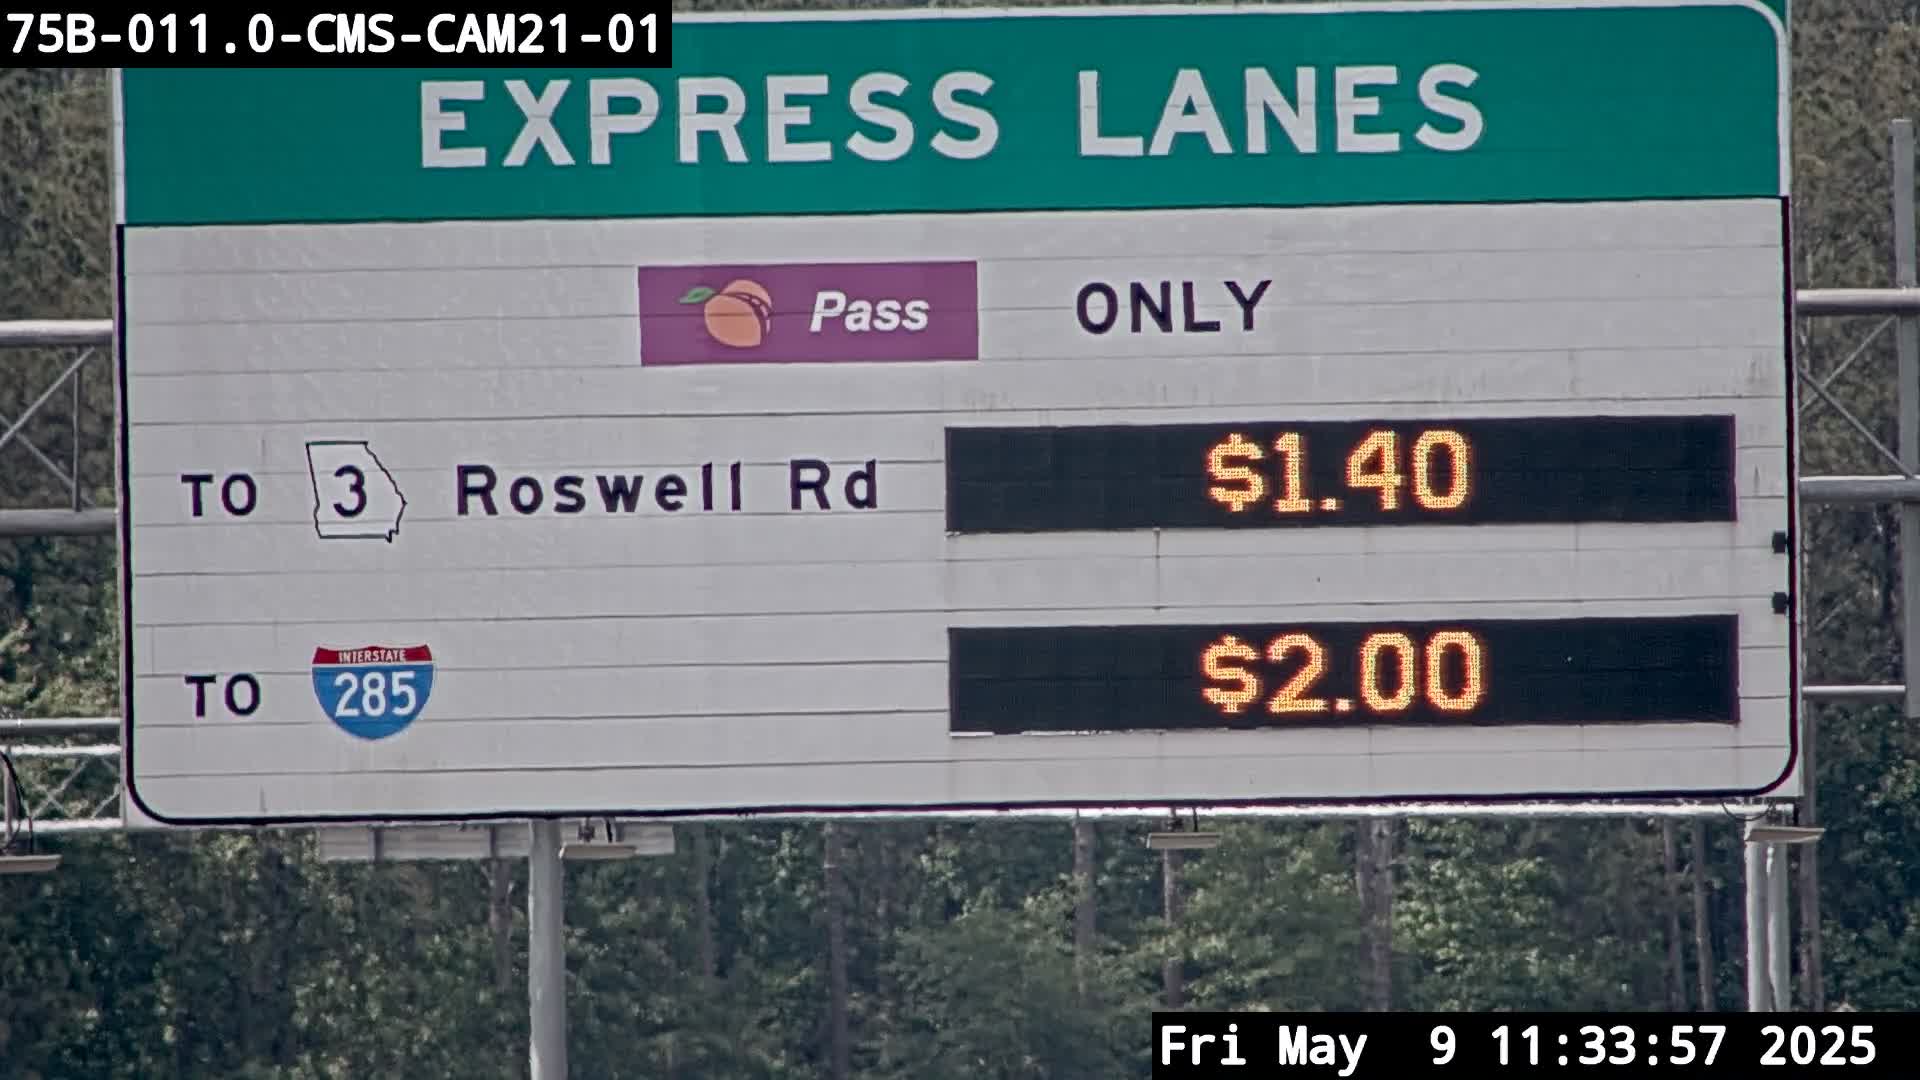 75B-011.0-CMS-CAM21-01
EXPRESS LANES
Pass ONLY
TO 3 Roswell Rd $1.40
INTERSTATE
TO 285 $2.00
Fri May 9 11:33:57 2025